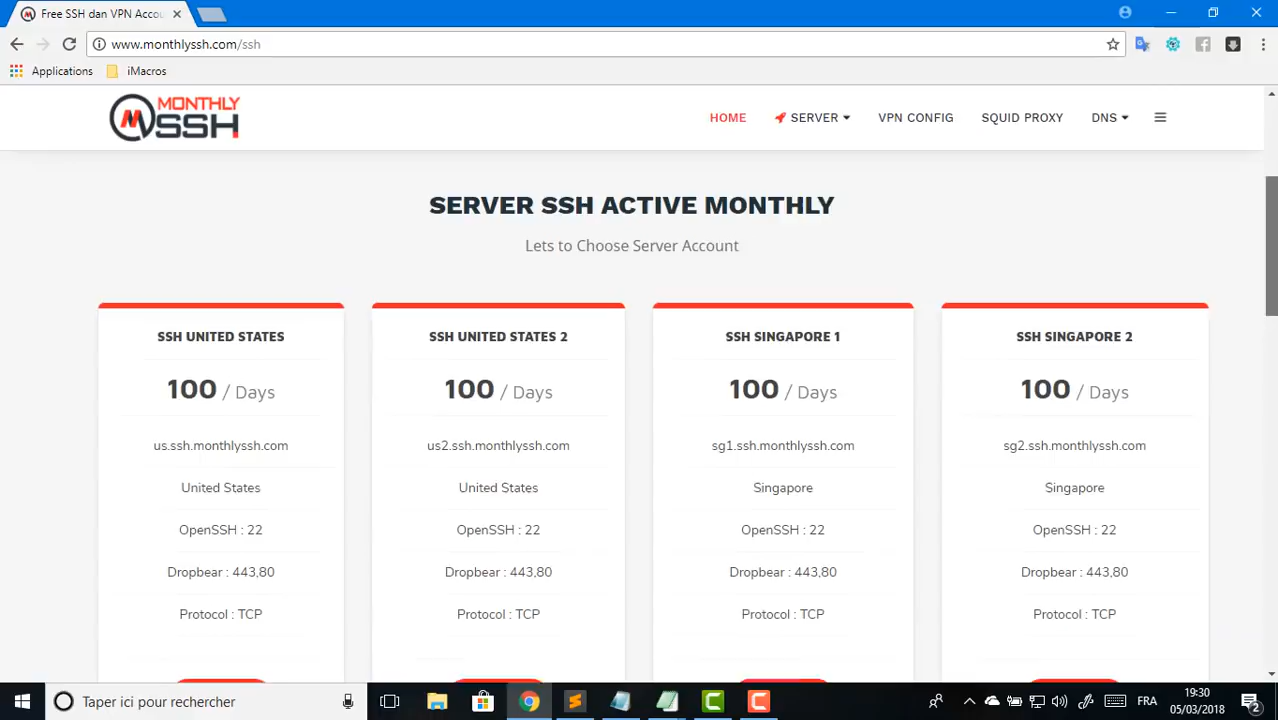 Free SSH dan VPN Accou
www.monthlyssh.com/ssh
Applications iMacros
MONTHLY
SSH
HOME SERVER VPN CONFIG SQUID PROXY DNS
SERVER SSH ACTIVE MONTHLY
Lets to Choose Server Account
SSH UNITED STATES
100 / Days
us.ssh.monthlyssh.com
United States
OpenSSH : 22
Dropbear : 443,80
Protocol : TCP
SSH UNITED STATES 2
100 / Days
us2.ssh.monthlyssh.com
United States
OpenSSH : 22
Dropbear : 443,80
Protocol : TCP
SSH SINGAPORE 1
100 / Days
sg1.ssh.monthlyssh.com
Singapore
OpenSSH : 22
Dropbear : 443,80
Protocol : TCP
SSH SINGAPORE 2
100 / Days
sg2.ssh.monthlyssh.com
Singapore
OpenSSH : 22
Dropbear : 443,80
Protocol : TCP
Taper ici pour rechercher
FRA
19:30
05/03/2018
2